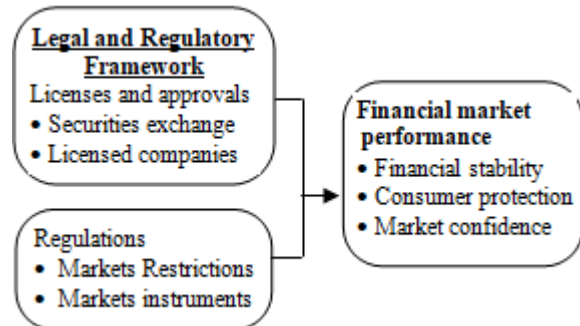 Legal and Regulatory
Framework
Licenses and approvals
• Securities exchange
• Licensed companies
Regulations
• Markets Restrictions
• Markets instruments
Financial market
performance
• Financial stability
• Consumer protection
• Market confidence